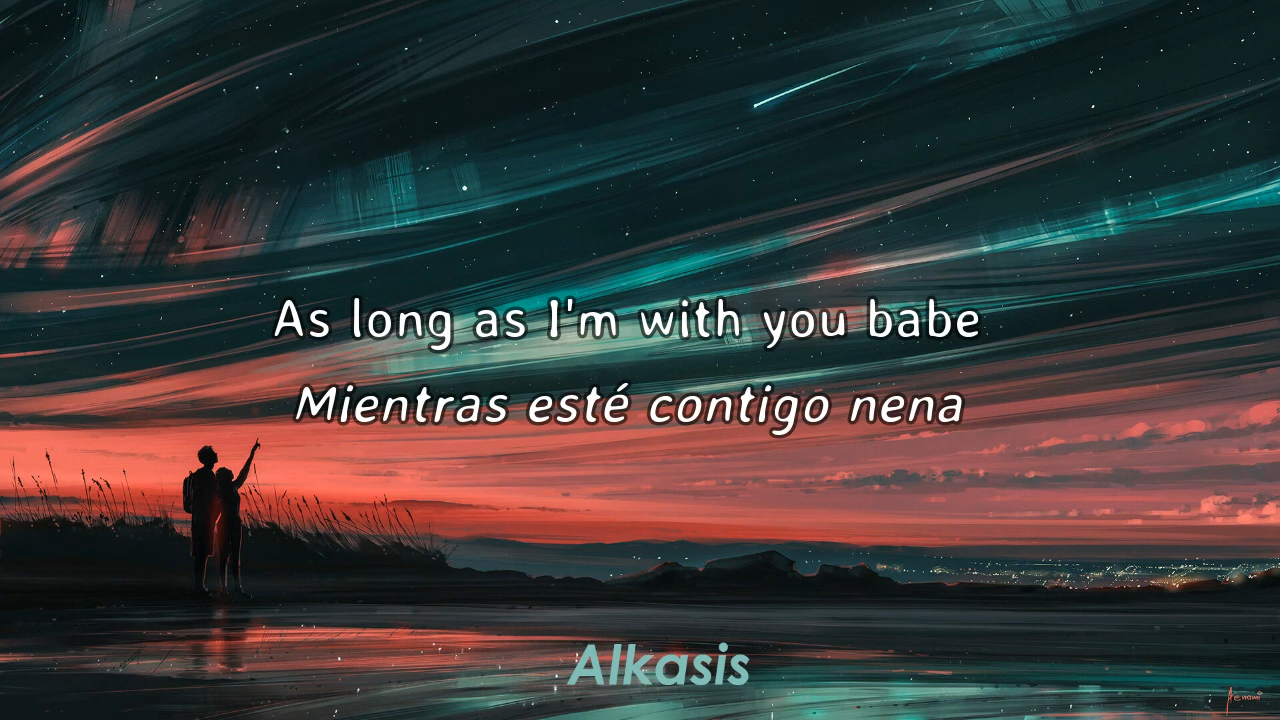 As long as I'm with you babe
Mientras esté contigo nena
Alkasis